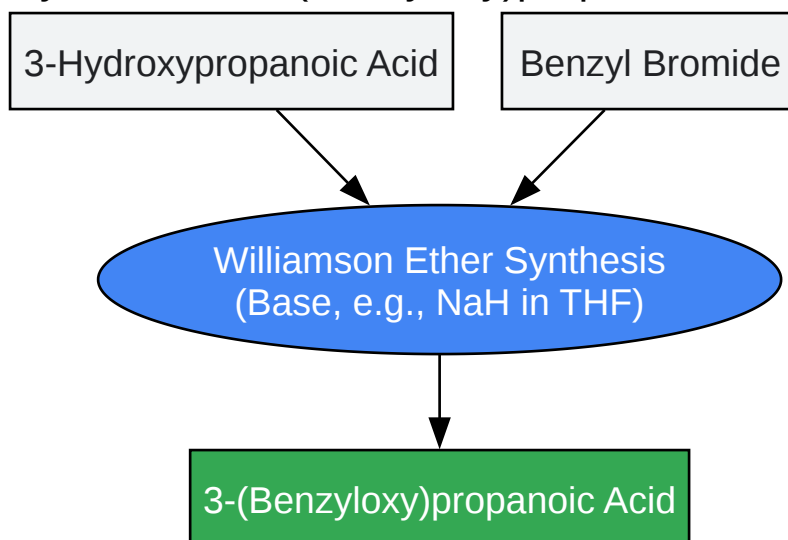 3-Hydroxypropanoic Acid
Benzyl Bromide
Williamson Ether Synthesis
(Base, e.g., NaH in THF)
3-(Benzyloxy)propanoic Acid